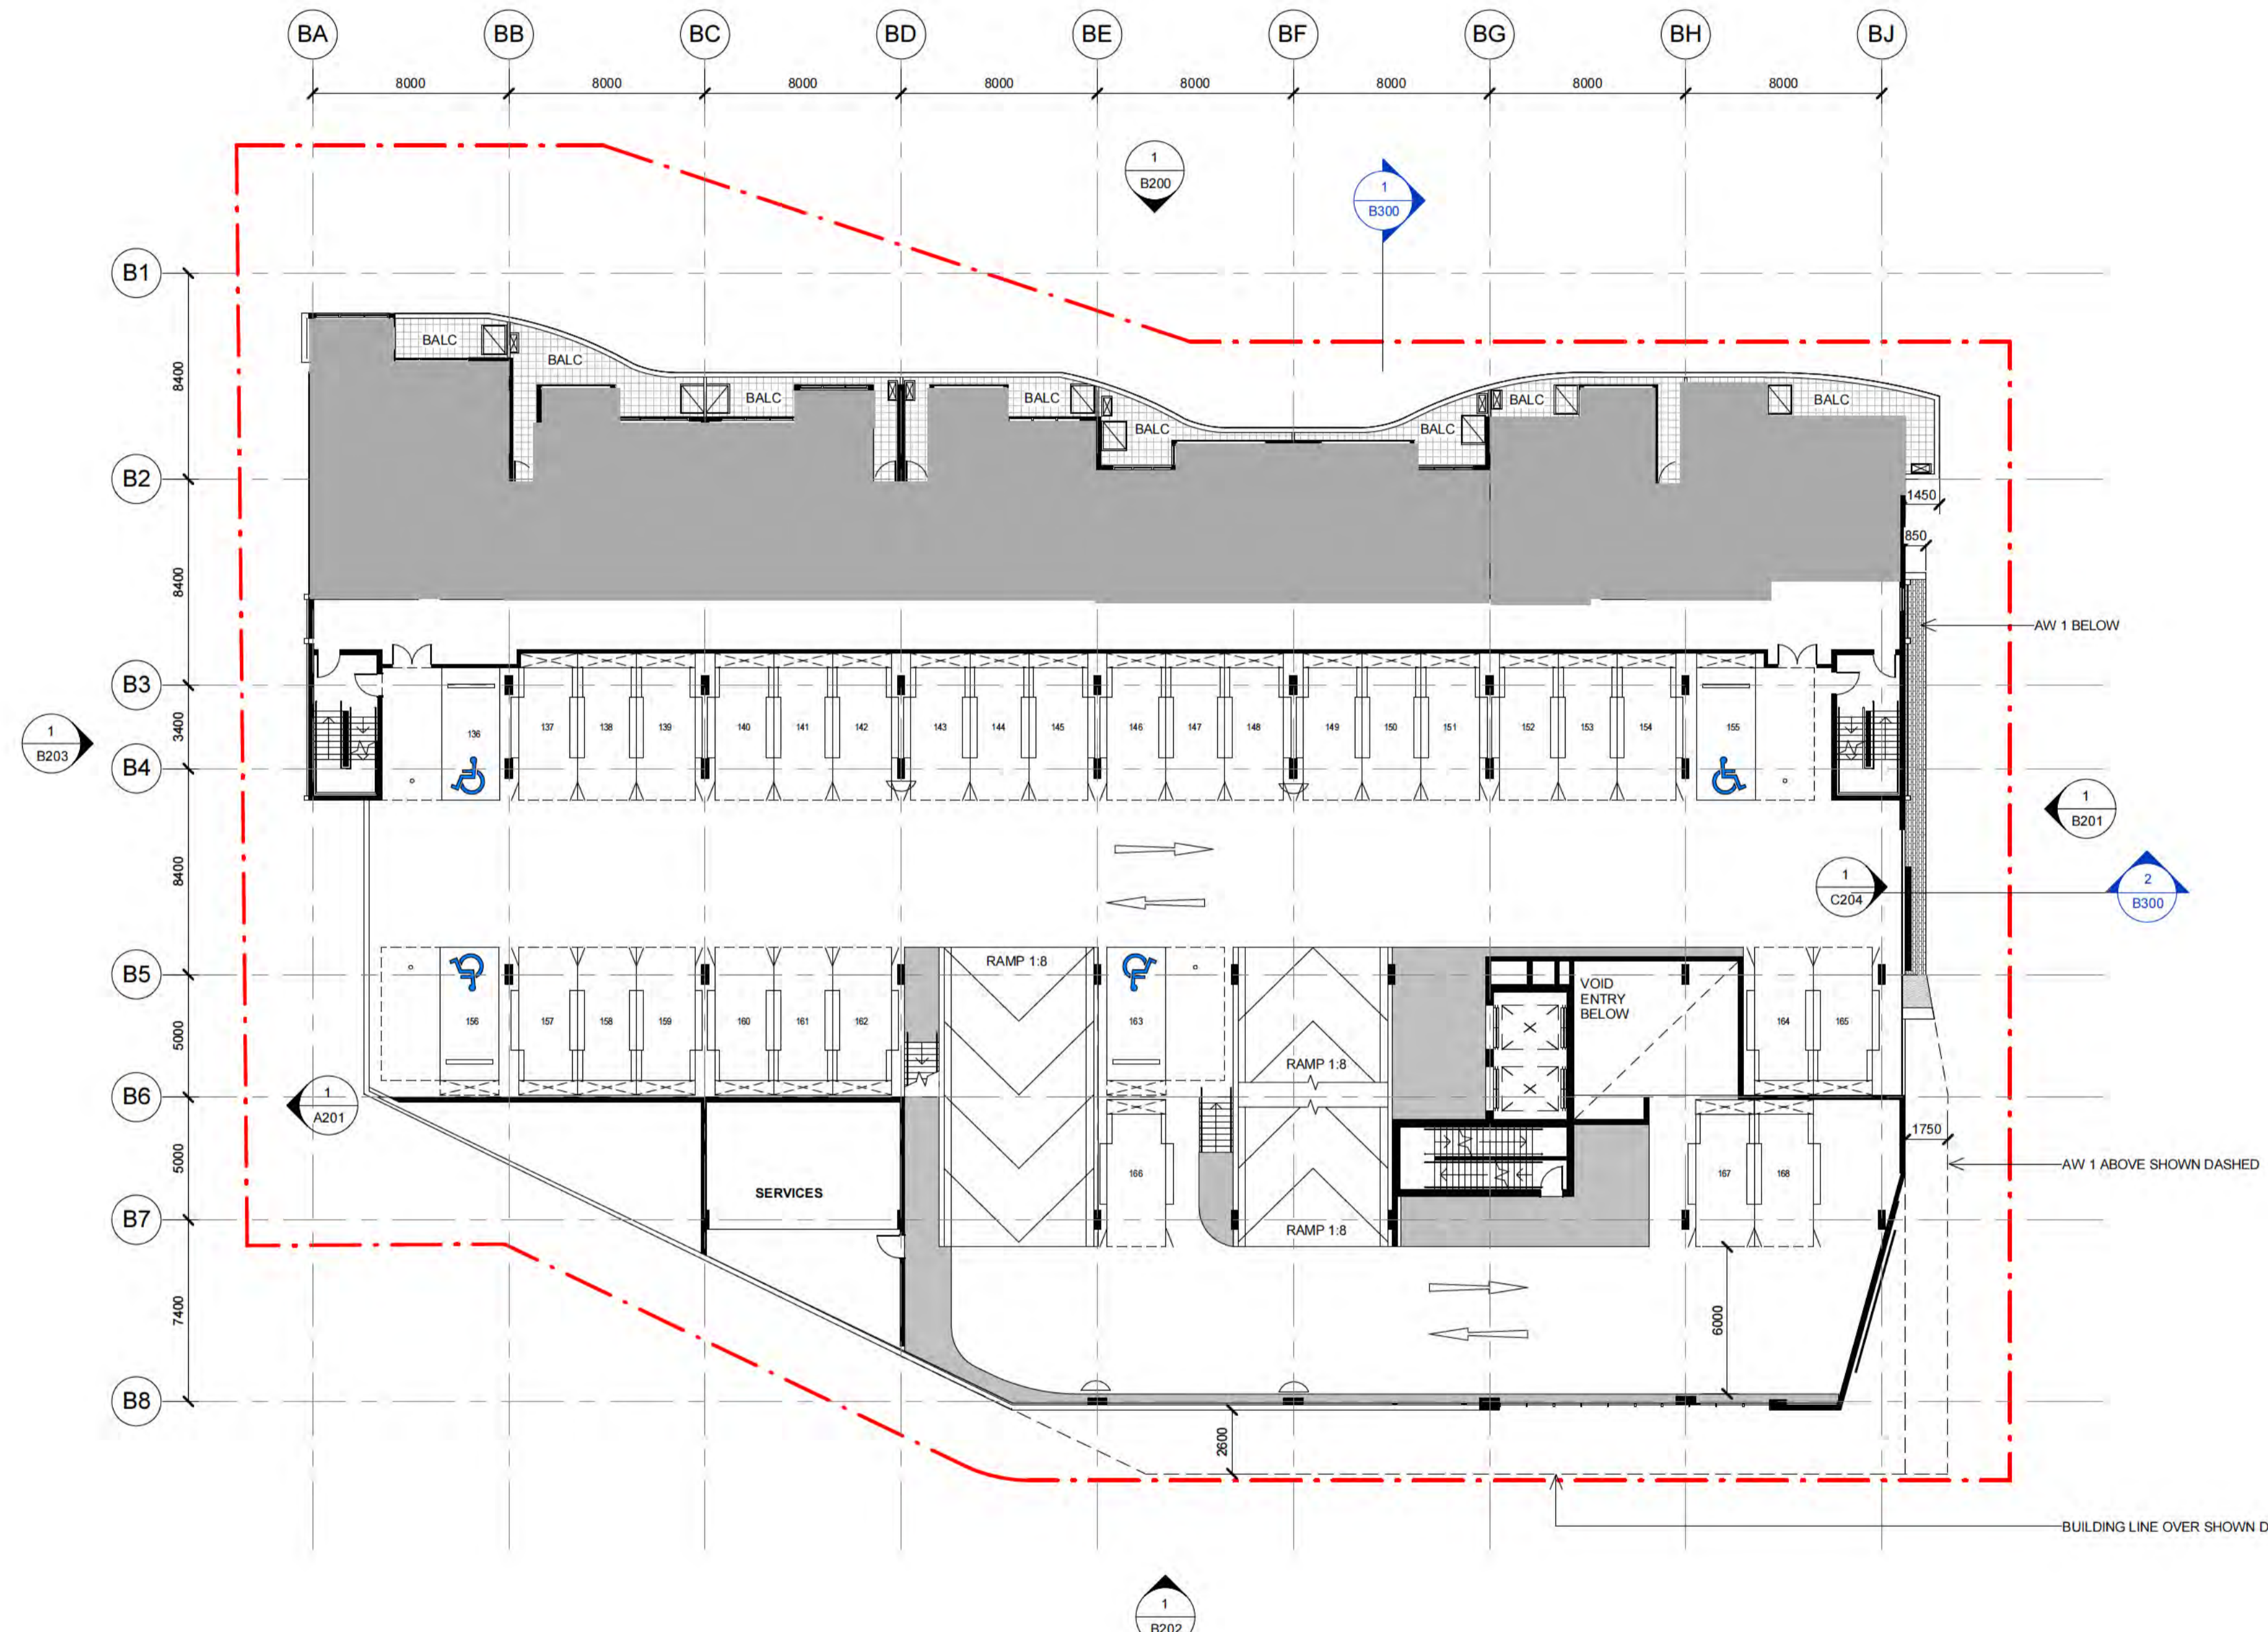 BA
BB
BC
BD
BE
BF
BG
BH
BJ
8000
8000
8000
8000
8000
8000
8000
8000
1
B200
1
B300
B1
8400
BALC
BALC
BALC
BALC
BALC
BALC
BALC
BALC
B2
1450
850
8400
AW 1 BELOW
B3
3400
136
137
138
139
140
141
142
143
144
145
146
147
148
149
150
151
152
153
154
155
1
B203
B4
1
B201
8400
1
C204
2
B300
B5
RAMP 1:8
VOID
ENTRY
BELOW
5000
156
157
158
159
160
161
162
163
164
165
RAMP 1:8
B6
1
A201
1750
5000
SERVICES
166
167
168
AW 1 ABOVE SHOWN DASHED
B7
RAMP 1:8
7400
6000
B8
2600
BUILDING LINE OVER SHOWN D
1
B202